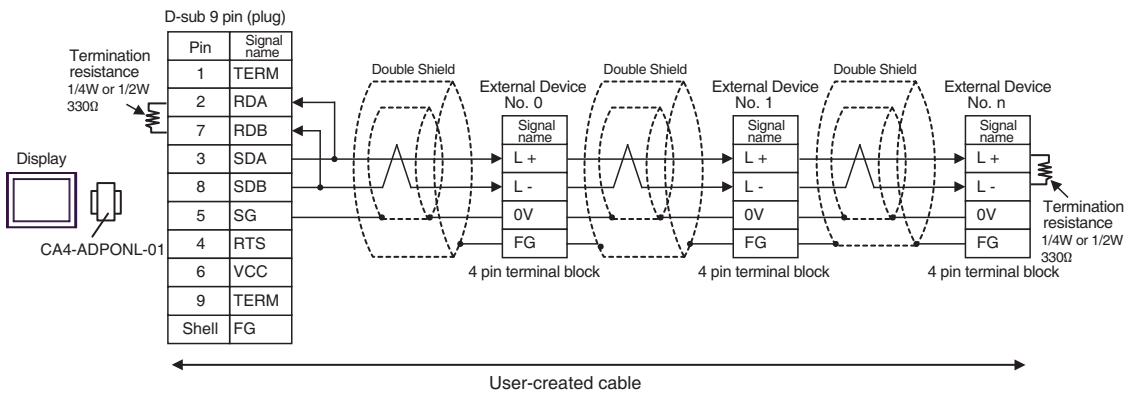 D-sub 9 pin (plug)
Pin Signal name
1 TERM
2 RDA
7 RDB
3 SDA
8 SDB
5 SG
4 RTS
6 VCC
9 TERM
Shell FG
Termination
resistance
1/4W or 1/2W
330Ω
Display
CA4-ADPONL-01
Double Shield
External Device
No. 0
Signal
name
L +
L -
0V
FG
4 pin terminal block
Double Shield
External Device
No. 1
Signal
name
L +
L -
0V
FG
4 pin terminal block
Double Shield
External Device
No. n
Signal
name
L +
L -
0V
FG
4 pin terminal block
Termination
resistance
1/4W or 1/2W
330Ω
User-created cable